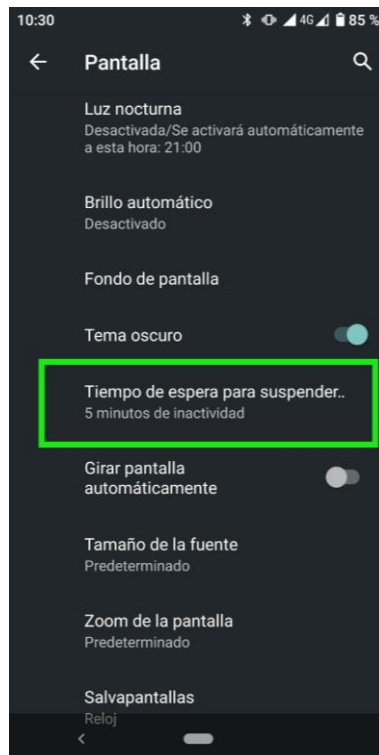 10:30 4G 85 %
Pantalla
Luz nocturna
Desactivada/Se activará automáticamente
a esta hora: 21:00
Brillo automático
Desactivado
Fondo de pantalla
Tema oscuro
Tiempo de espera para suspender..
5 minutos de inactividad
Girar pantalla
automáticamente
Tamaño de la fuente
Predeterminado
Zoom de la pantalla
Predeterminado
Salvapantallas
Reloj